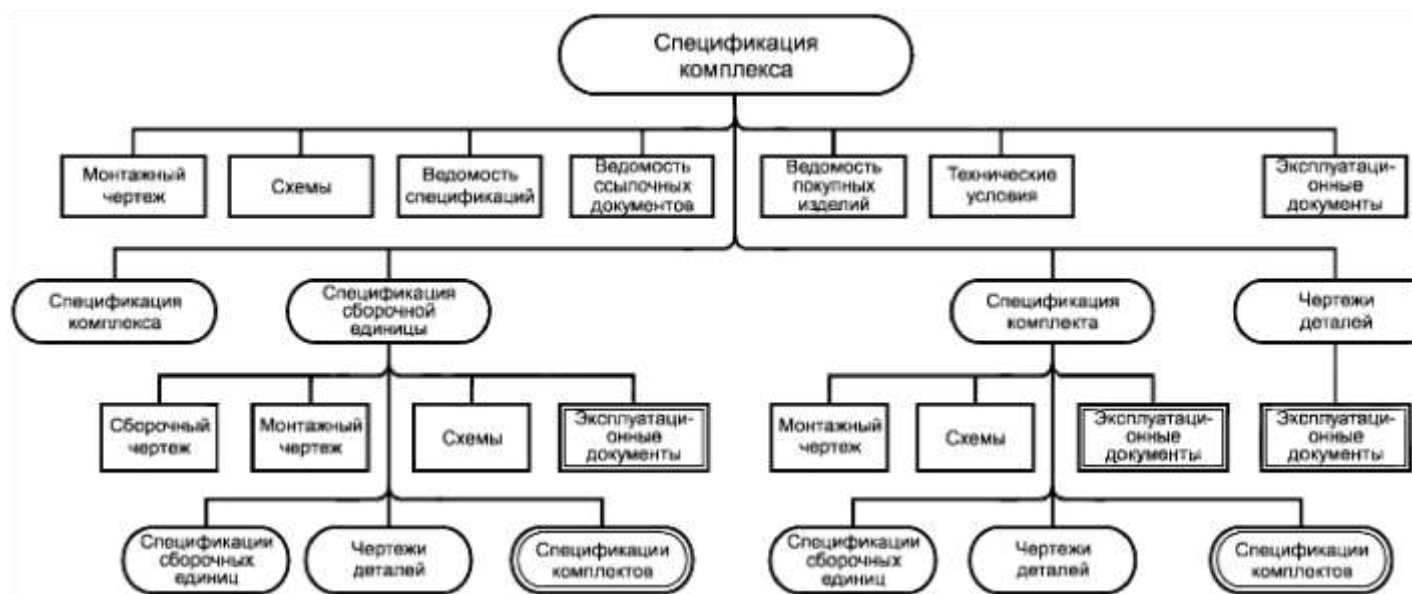 Спецификация
комплекса
Монтажный
чертеж
Схемы
Ведомость
спецификаций
Ведомость
ссылочных
документов
Ведомость
покупных
изделий
Технические
условия
Эксплуатаци-
онные
документы
Спецификация
комплекса
Спецификация
сборочной
единицы
Спецификация
комплекта
Чертежи
деталей
Сборочный
чертеж
Монтажный
чертеж
Схемы
Эксплуатаци-
онные
документы
Монтажный
чертеж
Схемы
Эксплуатаци-
онные
документы
Эксплуатаци-
онные
документы
Спецификации
сборочных
единиц
Чертежи
деталей
Спецификации
комплектов
Спецификации
сборочных
единиц
Чертежи
деталей
Спецификации
комплектов